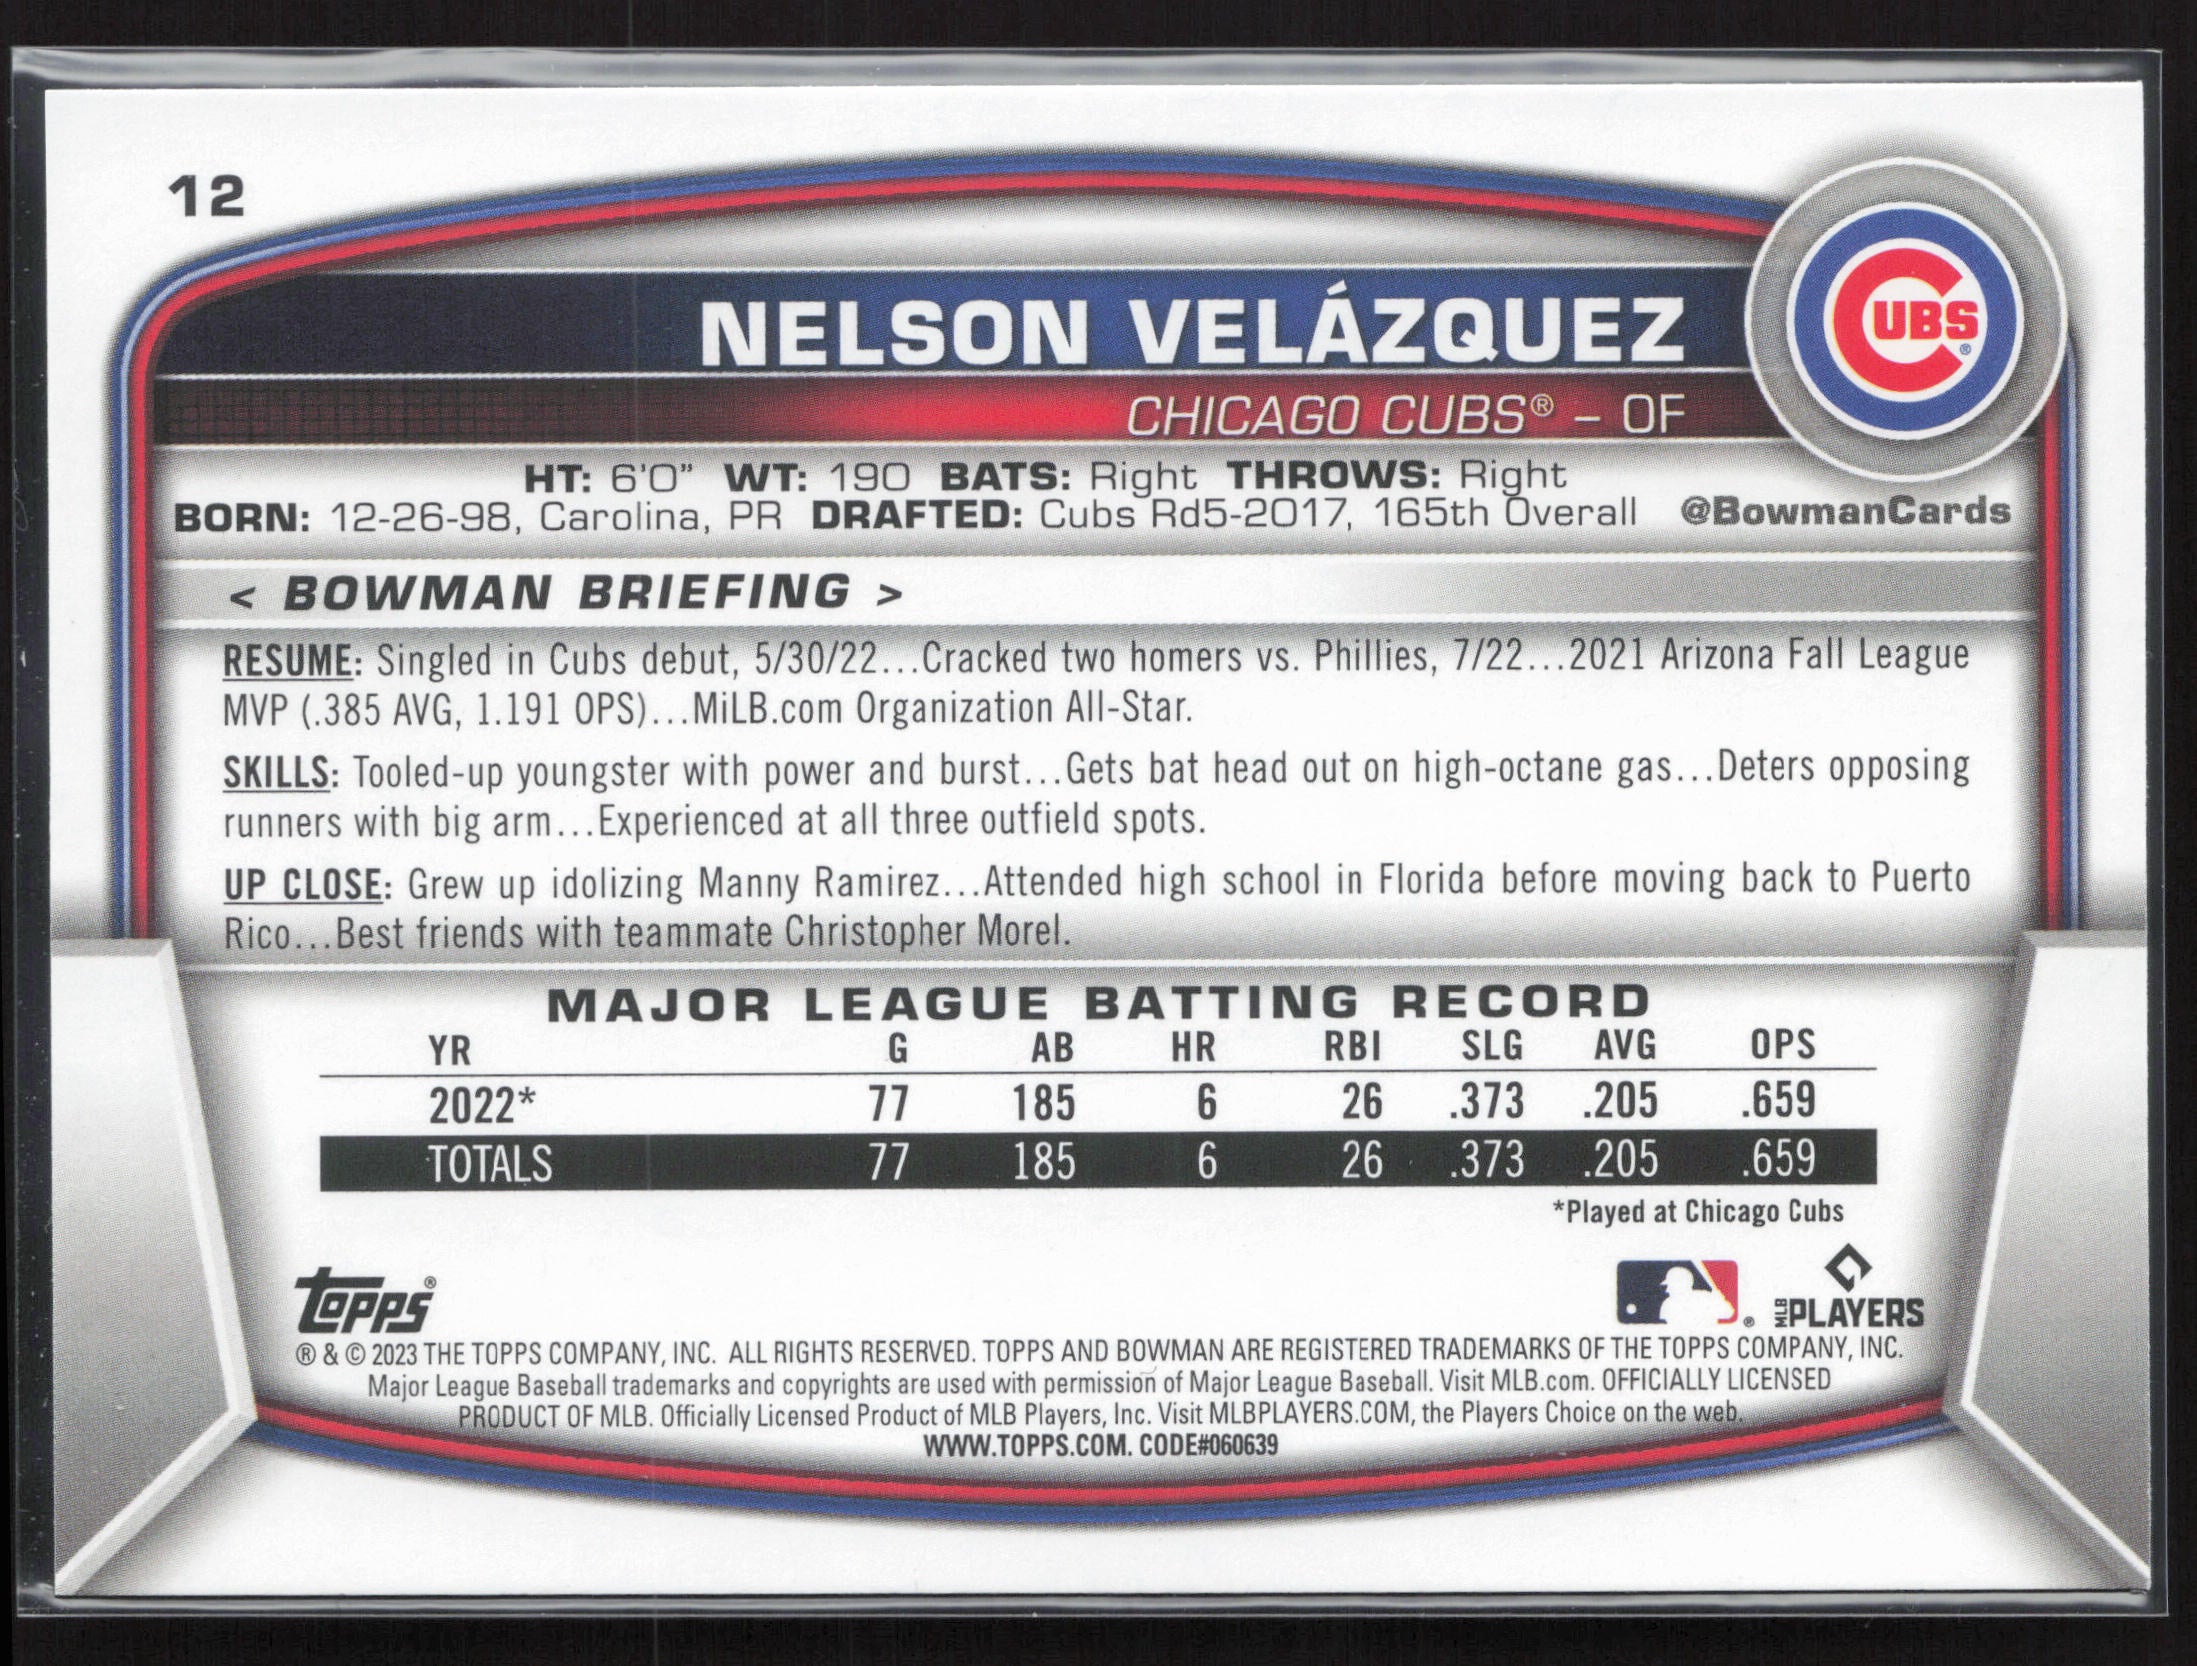 12
NELSON VELÁZQUEZ
CUBS®
CHICAGO CUBS® – OF
HT: 6'0" WT: 190 BATS: Right THROWS: Right
BORN: 12-26-98, Carolina, PR DRAFTED: Cubs Rd5-2017, 165th Overall @BowmanCards
< BOWMAN BRIEFING >
RESUME: Singled in Cubs debut, 5/30/22...Cracked two homers vs. Phillies, 7/22...2021 Arizona Fall League
MVP (.385 AVG, 1.191 OPS)...MiLB.com Organization All-Star.
SKILLS: Tooled-up youngster with power and burst...Gets bat head out on high-octane gas...Deters opposing
runners with big arm...Experienced at all three outfield spots.
UP CLOSE: Grew up idolizing Manny Ramirez...Attended high school in Florida before moving back to Puerto
Rico...Best friends with teammate Christopher Morel.
MAJOR LEAGUE BATTING RECORD
YR G AB HR RBI SLG AVG OPS
2022* 77 185 6 26 .373 .205 .659
TOTALS 77 185 6 26 .373 .205 .659
*Played at Chicago Cubs
Topps® ® MLB PLAYERS
® & © 2023 THE TOPPS COMPANY, INC. ALL RIGHTS RESERVED. TOPPS AND BOWMAN ARE REGISTERED TRADEMARKS OF THE TOPPS COMPANY, INC.
Major League Baseball trademarks and copyrights are used with permission of Major League Baseball. Visit MLB.com. OFFICIALLY LICENSED
PRODUCT OF MLB. Officially Licensed Product of MLB Players, Inc. Visit MLBPLAYERS.COM, the Players Choice on the web.
WWW.TOPPS.COM. CODE#060639